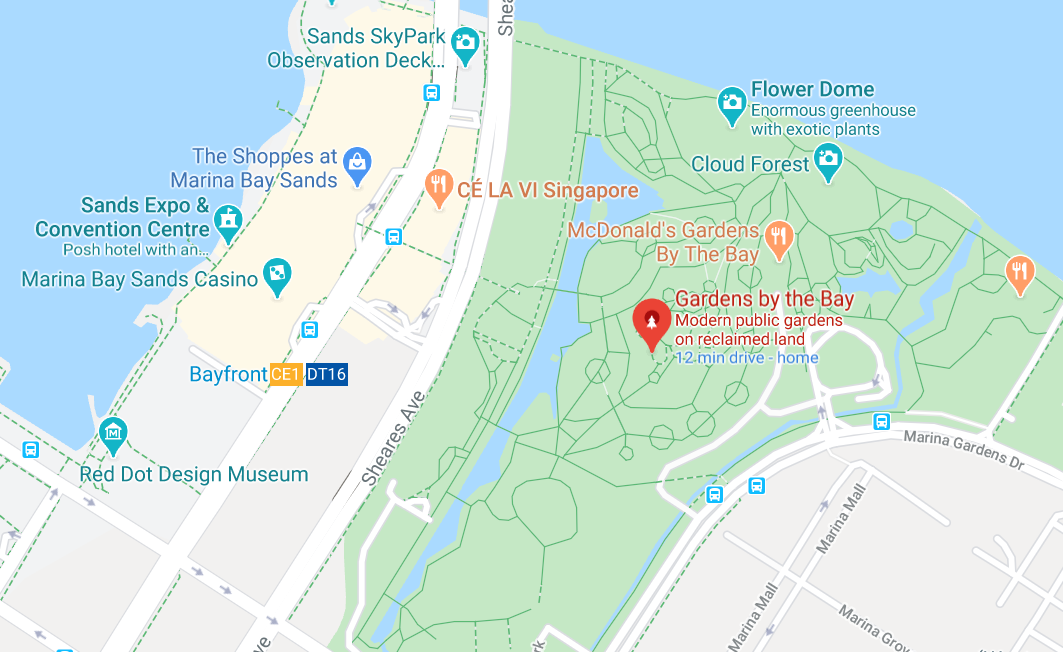 Shea
Sands SkyPark
Observation Deck...
Flower Dome
Enormous greenhouse
with exotic plants
The Shoppes at
Marina Bay Sands
Cloud Forest
CÉ LA VI Singapore
Sands Expo &
Convention Centre
Posh hotel with an...
McDonald's Gardens
By The Bay
Marina Bay Sands Casino
Gardens by the Bay
Modern public gardens
on reclaimed land
12 min drive - home
Bayfront CE1 DT16
Sheares Ave
Marina Gardens Dr
Red Dot Design Museum
Marina Mall
Marina Mall
Marina Grov
ve
rk